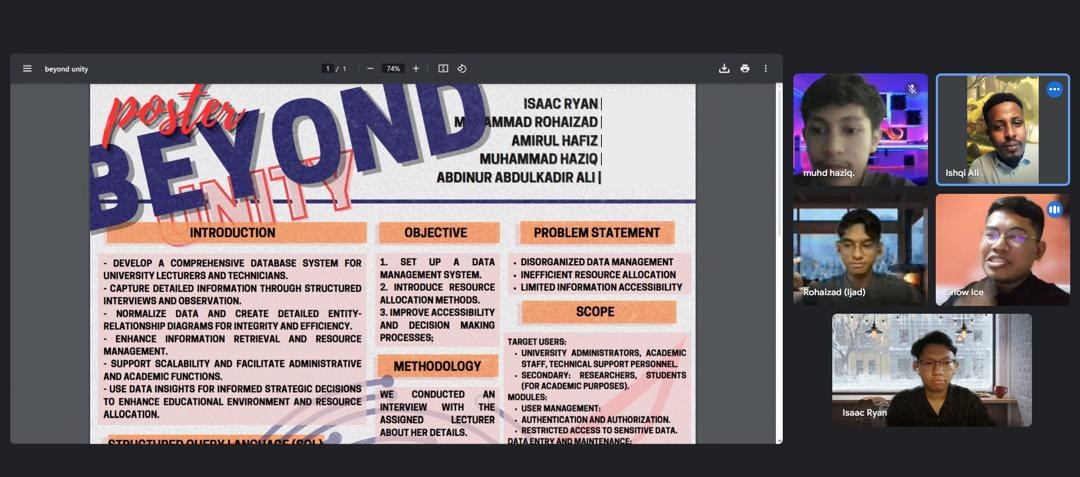 beyond unity
1 / 1
74%
poster
BEYOND
UNITY
ISAAC RYAN |
AMMAD ROHAIZAD |
AMIRUL HAFIZ |
MUHAMMAD HAZIQ |
ABDINUR ABDULKADIR ALI |
INTRODUCTION
- DEVELOP A COMPREHENSIVE DATABASE SYSTEM FOR
UNIVERSITY LECTURERS AND TECHNICIANS.
- CAPTURE DETAILED INFORMATION THROUGH STRUCTURED
INTERVIEWS AND OBSERVATION.
- NORMALIZE DATA AND CREATE DETAILED ENTITY-
RELATIONSHIP DIAGRAMS FOR INTEGRITY AND EFFICIENCY.
- ENHANCE INFORMATION RETRIEVAL AND RESOURCE
MANAGEMENT.
- SUPPORT SCALABILITY AND FACILITATE ADMINISTRATIVE
AND ACADEMIC FUNCTIONS.
- USE DATA INSIGHTS FOR INFORMED STRATEGIC DECISIONS
TO ENHANCE EDUCATIONAL ENVIRONMENT AND RESOURCE
ALLOCATION.
STRUCTURED QUERY LANGUAGE (SQL)
OBJECTIVE
1. SET UP A DATA
MANAGEMENT SYSTEM.
2. INTRODUCE RESOURCE
ALLOCATION METHODS.
3. IMPROVE ACCESSIBILITY
AND DECISION MAKING
PROCESSES;
METHODOLOGY
WE CONDUCTED AN
INTERVIEW WITH THE
ASSIGNED LECTURER
ABOUT HER DETAILS.
PROBLEM STATEMENT
• DISORGANIZED DATA MANAGEMENT
• INEFFICIENT RESOURCE ALLOCATION
• LIMITED INFORMATION ACCESSIBILITY
SCOPE
TARGET USERS:
• UNIVERSITY ADMINISTRATORS, ACADEMIC
STAFF, TECHNICAL SUPPORT PERSONNEL.
• SECONDARY: RESEARCHERS, STUDENTS
(FOR ACADEMIC PURPOSES).
MODULES:
• USER MANAGEMENT:
• AUTHENTICATION AND AUTHORIZATION.
• RESTRICTED ACCESS TO SENSITIVE DATA.
DATA ENTRY AND MAINTENANCE:
muhd haziq.
Ishqi Ali
Rohaizad (Ijad)
Snow Ice
Isaac Ryan